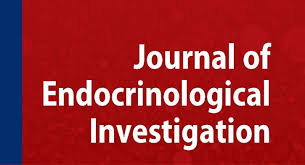 Journal of
Endocrinological
Investigation